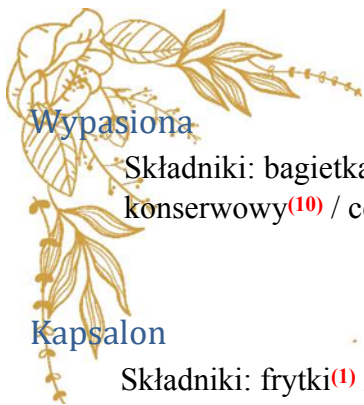 Wypasiona
Składniki: bagietka
konserwowy(10) / c
Kapsalon
Składniki: frytki(1)